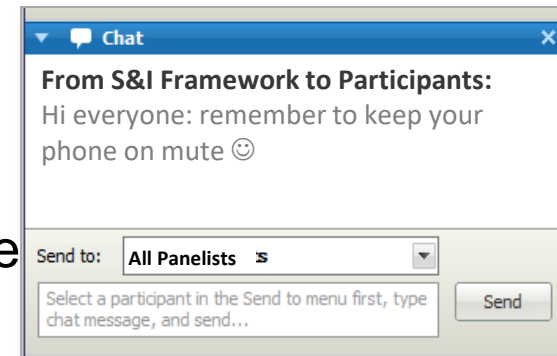 Chat
From S&I Framework to Participants:
Hi everyone: remember to keep your
phone on mute ☺
e
Send to: All Panelists s
Select a participant in the Send to menu first, type
chat message, and send...
Send